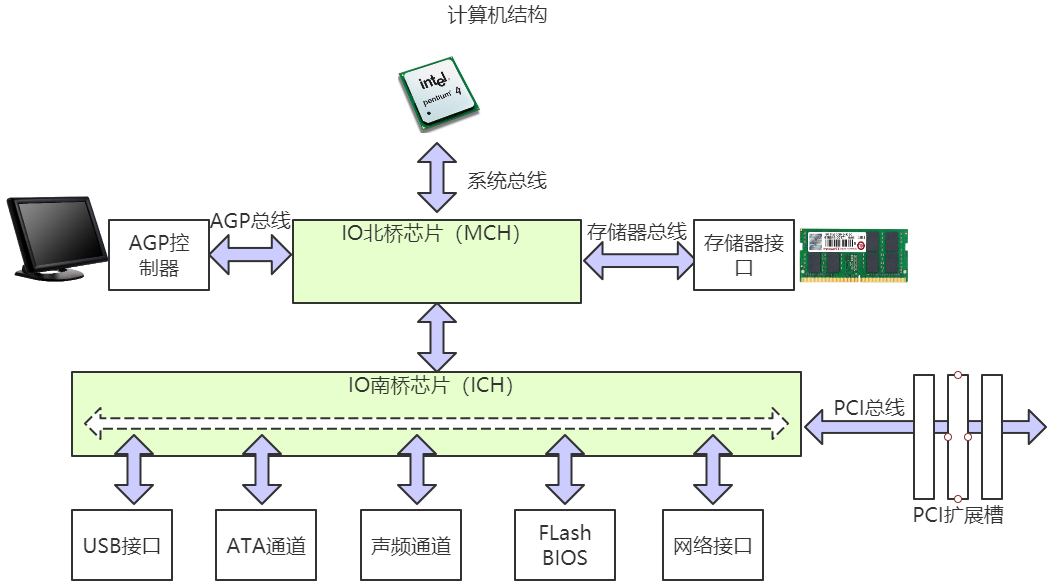 计算机结构
intel
pentium 4
系统总线
AGP总线
IO北桥芯片（MCH）
存储器总线
AGP控
制器
存储器接
口
IO南桥芯片（ICH）
PCI总线
PCI扩展槽
USB接口
ATA通道
声频通道
FLash
BIOS
网络接口